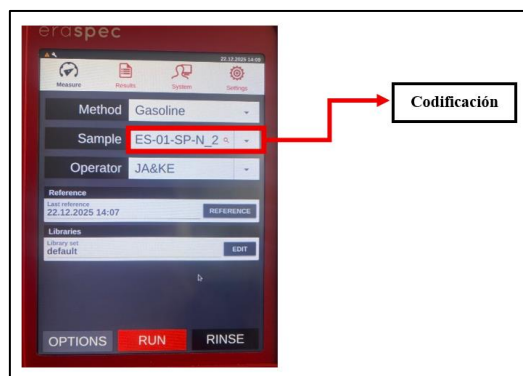 eraspec
22.12.2025 14:09
Measure Results System Settings
Method Gasoline
Sample ES-01-SP-N_2
Operator JA&KE
Reference
Last reference
22.12.2025 14:07 REFERENCE
Libraries
Library set
default EDIT
OPTIONS RUN RINSE
Codificación